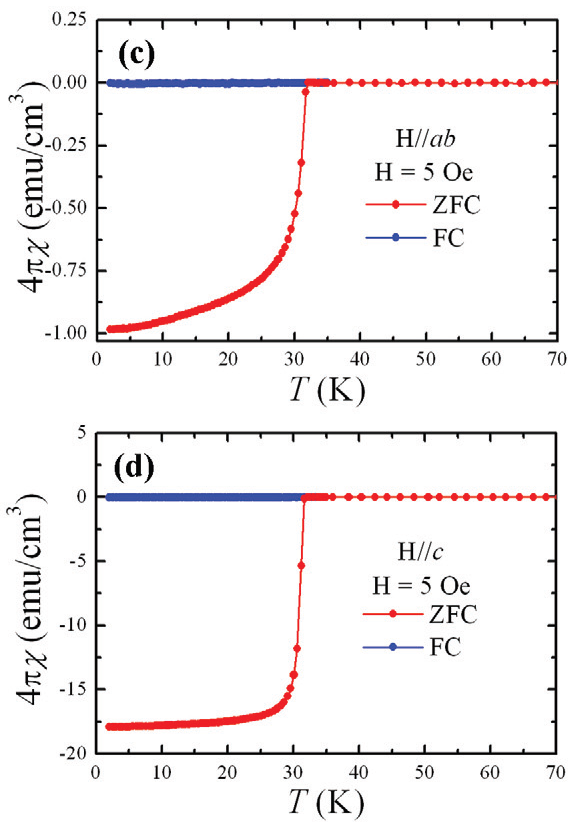 (c)
0.25
0.00
-0.25
-0.50
-0.75
-1.00
4πχ (emu/cm³)
H//ab
H = 5 Oe
ZFC
FC
0 10 20 30 40 50 60 70
T (K)
(d)
5
0
-5
-10
-15
-20
4πχ (emu/cm³)
H//c
H = 5 Oe
ZFC
FC
0 10 20 30 40 50 60 70
T (K)